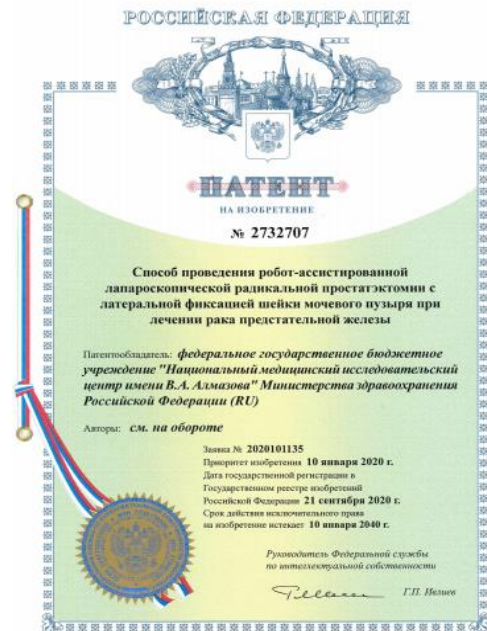 РОССИЙСКАЯ ФЕДЕРАЦИЯ
ПАТЕНТ
НА ИЗОБРЕТЕНИЕ
№ 2732707
Способ проведения робот-ассистированной
лапароскопической радикальной простатэктомии с
латеральной фиксацией шейки мочевого пузыря при
лечении рака предстательной железы
Патентообладатель: федеральное государственное бюджетное
учреждение "Национальный медицинский исследовательский
центр имени В.А. Алмазова" Министерства здравоохранения
Российской Федерации (RU)
Авторы: см. на обороте
Заявка № 2020101135
Приоритет изобретения 10 января 2020 г.
Дата государственной регистрации в
Государственном реестре изобретений
Российской Федерации 21 сентября 2020 г.
Срок действия исключительного права
на изобретение истекает 10 января 2040 г.
Руководитель Федеральной службы
по интеллектуальной собственности
Г.П. Ивлиев